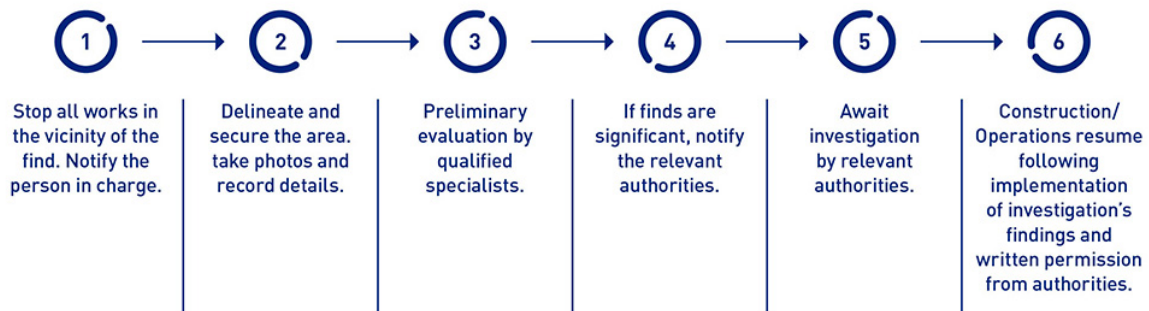 1
2
3
4
5
6
Stop all works in
the vicinity of the
find. Notify the
person in charge.
Delineate and
secure the area.
take photos and
record details.
Preliminary
evaluation by
qualified
specialists.
If finds are
significant, notify
the relevant
authorities.
Await
investigation
by relevant
authorities.
Construction/
Operations resume
following
implementation
of investigation's
findings and
written permission
from authorities.